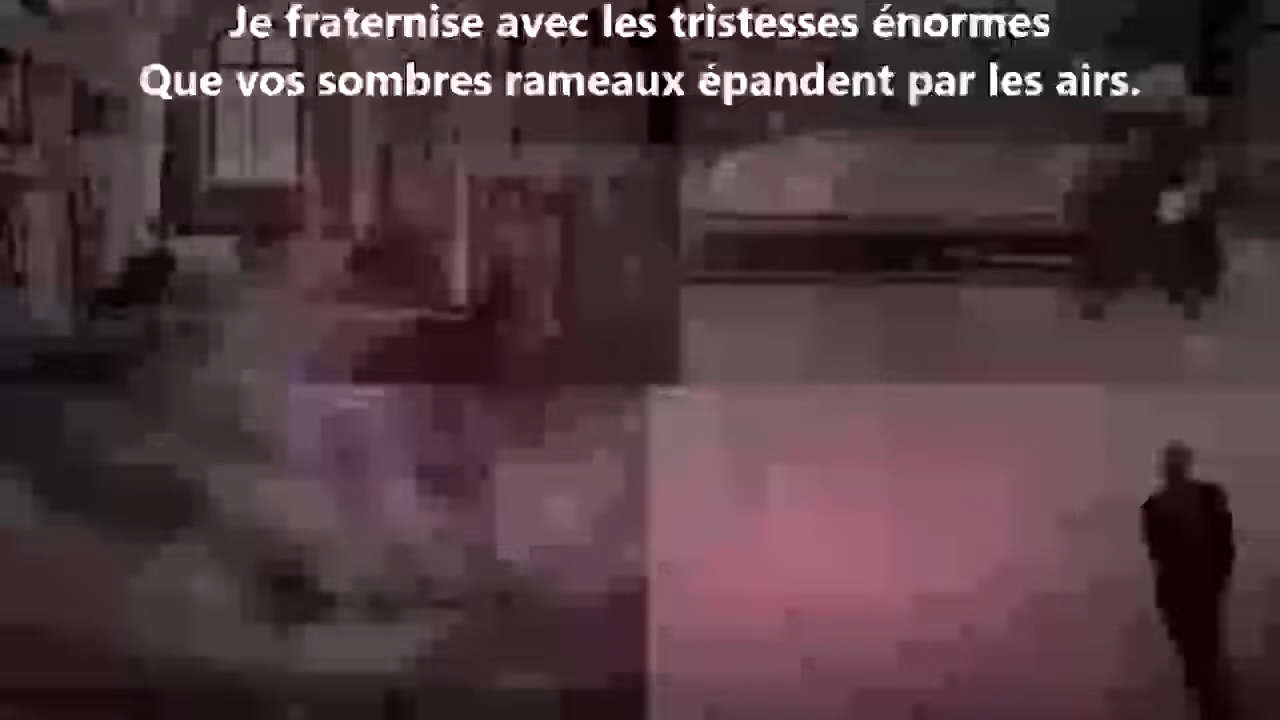 Je fraternise avec les tristesses énormes
Que vos sombres rameaux épandent par les airs.